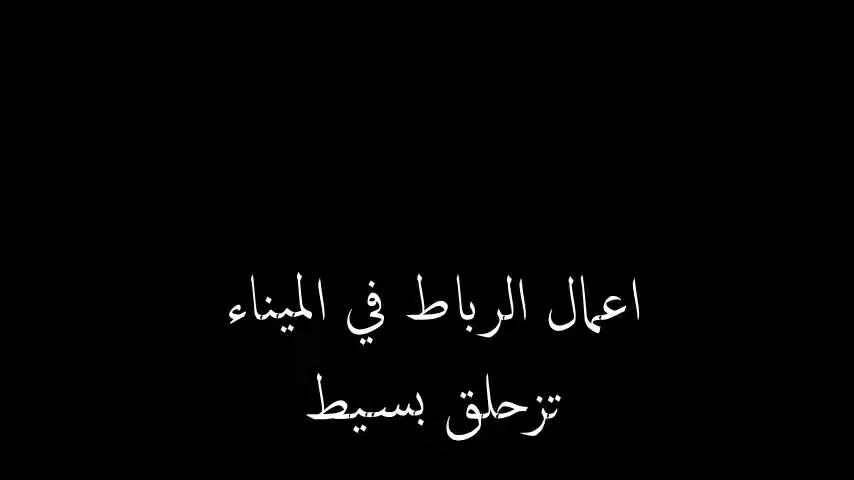 اعمال الرباط في الميناء
تزحلق بسيط